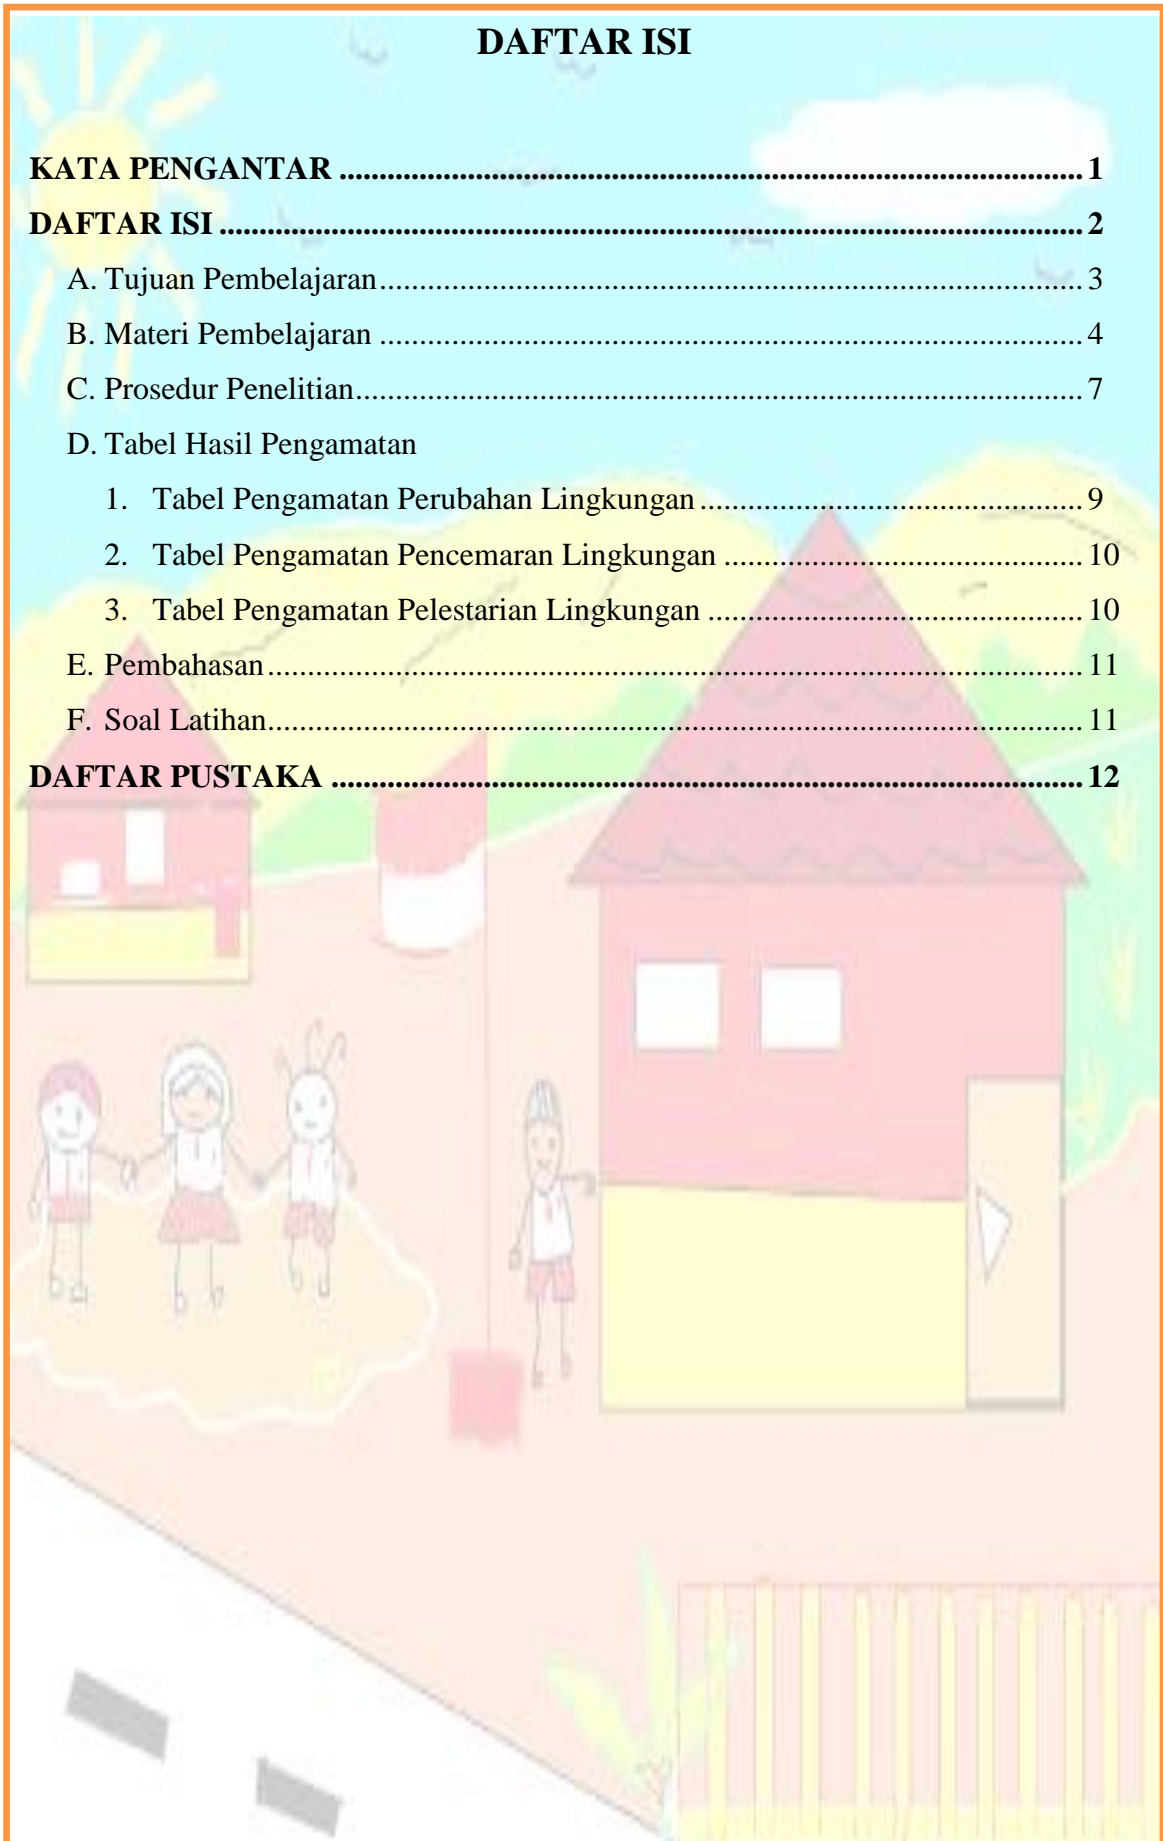 DAFTAR ISI
KATA PENGANTAR ............................................................................................. 1
DAFTAR ISI ............................................................................................................ 2
A. Tujuan Pembelajaran........................................................................................ 3
B. Materi Pembelajaran ........................................................................................ 4
C. Prosedur Penelitian........................................................................................... 7
D. Tabel Hasil Pengamatan
1. Tabel Pengamatan Perubahan Lingkungan ................................................ 9
2. Tabel Pengamatan Pencemaran Lingkungan ............................................. 10
3. Tabel Pengamatan Pelestarian Lingkungan ............................................... 10
E. Pembahasan...................................................................................................... 11
F. Soal Latihan...................................................................................................... 11
DAFTAR PUSTAKA .............................................................................................. 12